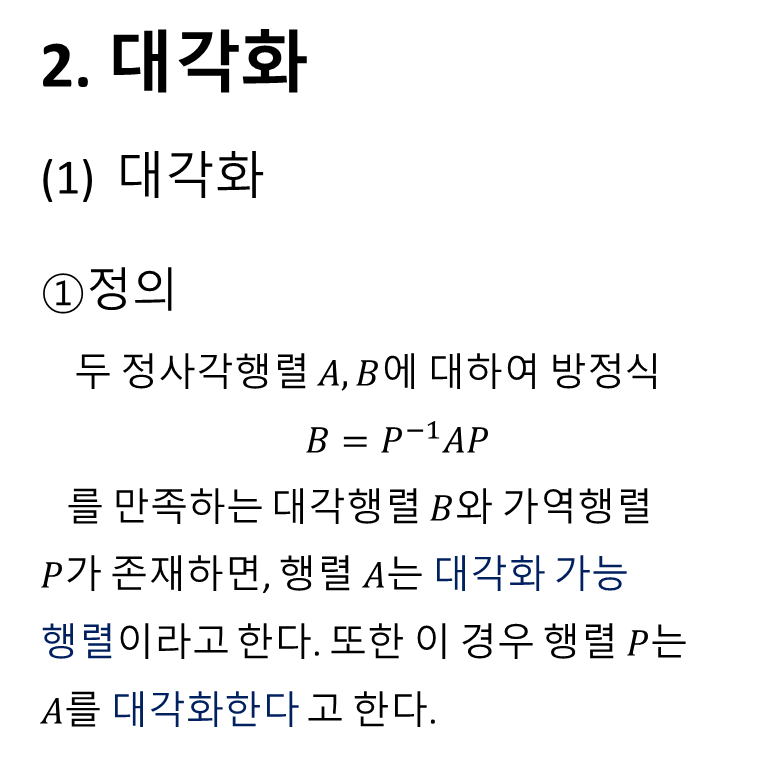 2. 대각화
(1) 대각화
①정의
두 정사각행렬 A, B에 대하여 방정식
B = P⁻¹AP
를 만족하는 대각행렬 B와 가역행렬
P가 존재하면, 행렬 A는 대각화 가능
행렬이라고 한다. 또한 이 경우 행렬 P는
A를 대각화한다 고 한다.